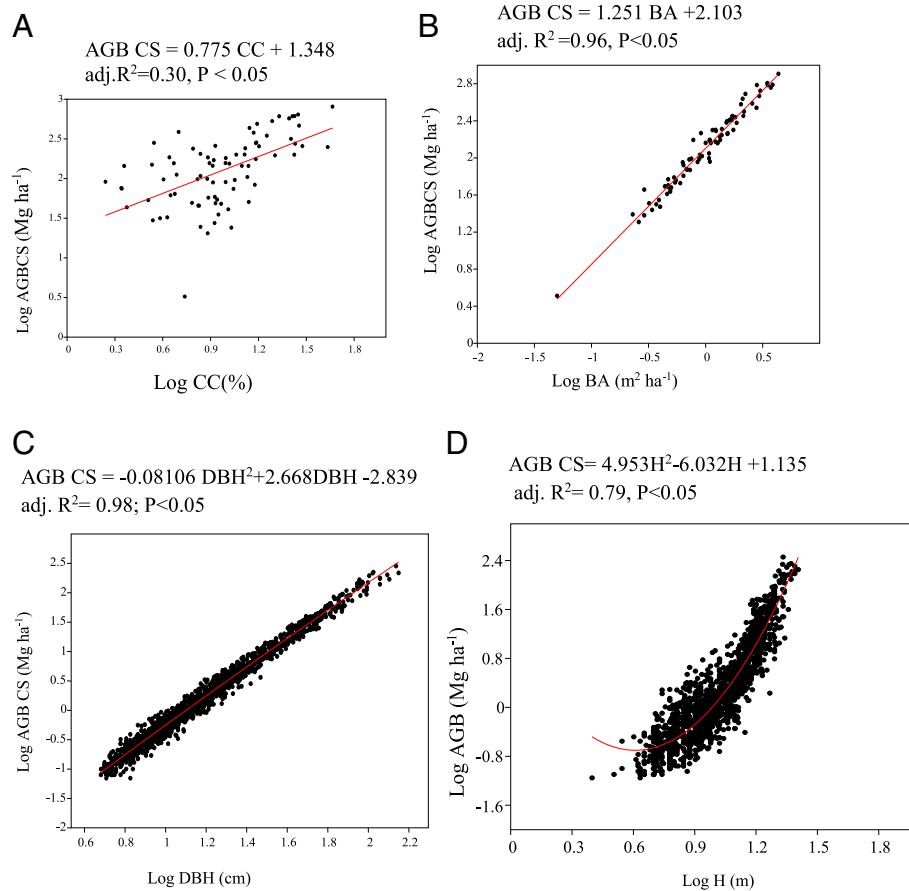 A
AGB CS = 0.775 CC + 1.348
adj.R²=0.30, P < 0.05
Log AGBCS (Mg ha⁻¹)
3
2.5
2
1.5
1
0.5
0
0 0.3 0.6 0.9 1.2 1.5 1.8
Log CC(%)
B
AGB CS = 1.251 BA +2.103
adj. R²=0.96, P<0.05
Log AGBCS (Mg ha⁻¹)
2.8
2.4
2.0
1.6
1.2
0.8
0.4
-2 -1 -0.5 0 0.5
Log BA (m² ha⁻¹)
C
AGB CS = -0.08106 DBH²+2.668DBH -2.839
adj. R²= 0.98; P<0.05
Log AGB CS (Mg ha⁻¹)
2.5
2
1.5
1
0.5
0
-0.5
-1
-2
0.6 0.8 1 1.2 1.4 1.6 1.8 2 2.2
Log DBH (cm)
D
AGB CS= 4.953H²-6.032H +1.135
adj. R²= 0.79, P<0.05
Log AGB (Mg ha⁻¹)
2.4
1.6
0.8
0
-0.8
-1.6
0 0.3 0.6 0.9 1.2 1.5 1.8
Log H (m)